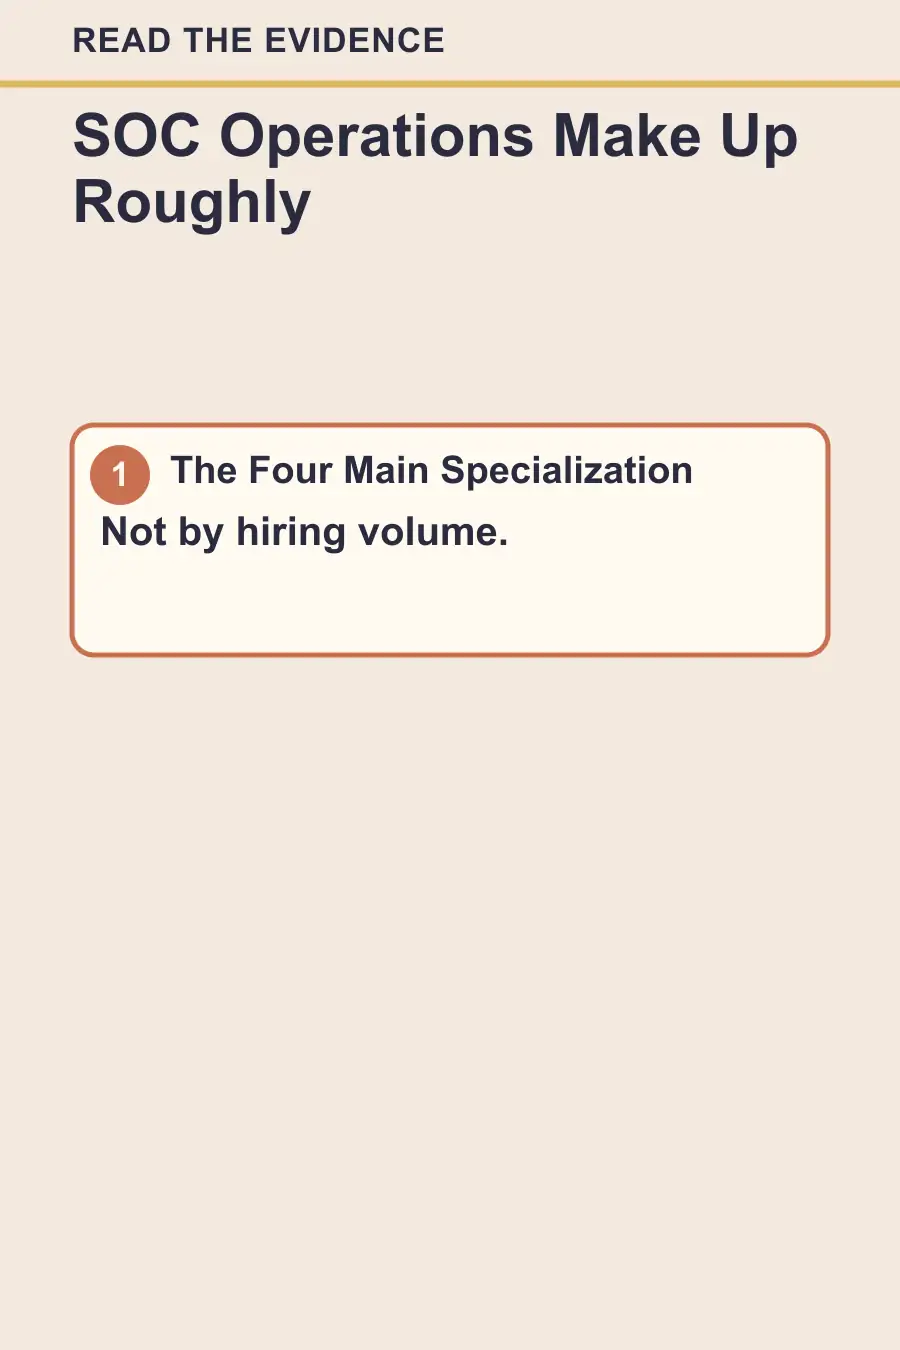 READ THE EVIDENCE
SOC Operations Make Up
Roughly
1 The Four Main Specialization
Not by hiring volume.